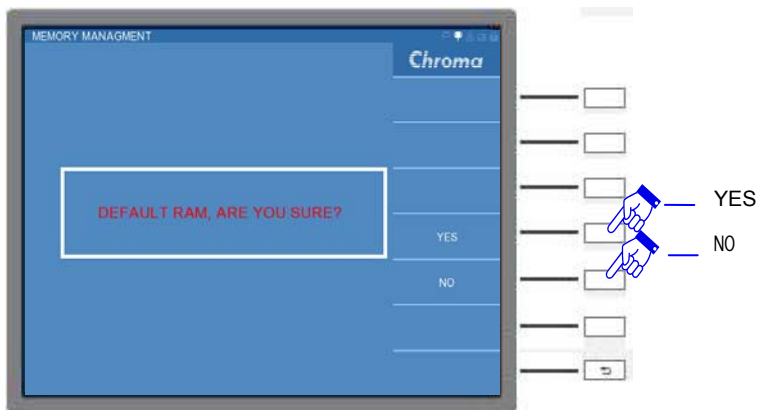 MEMORY MANAGMENT
Chroma
DEFAULT RAM, ARE YOU SURE?
YES
NO
YES
NO